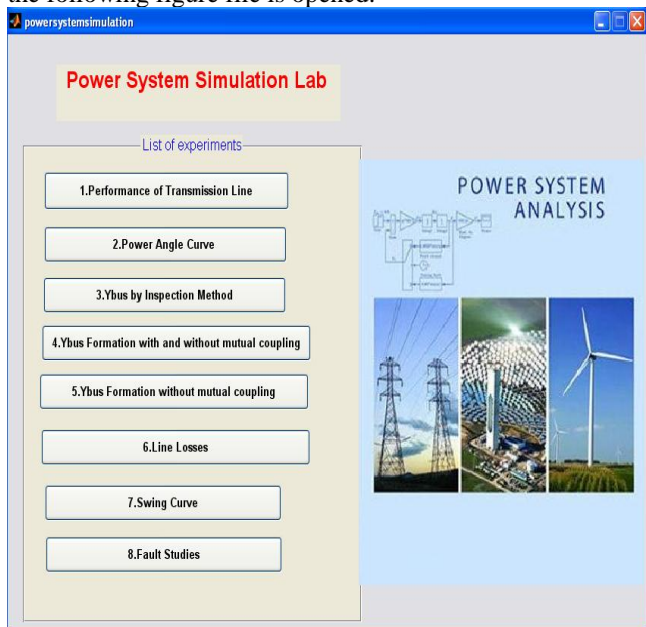 the following figure file is opened.
powersystemsimulation
Power System Simulation Lab
List of experiments
1.Performance of Transmission Line
2.Power Angle Curve
3.Ybus by Inspection Method
4.Ybus Formation with and without mutual coupling
5.Ybus Formation without mutual coupling
6.Line Losses
7.Swing Curve
8.Fault Studies
POWER SYSTEM
ANALYSIS